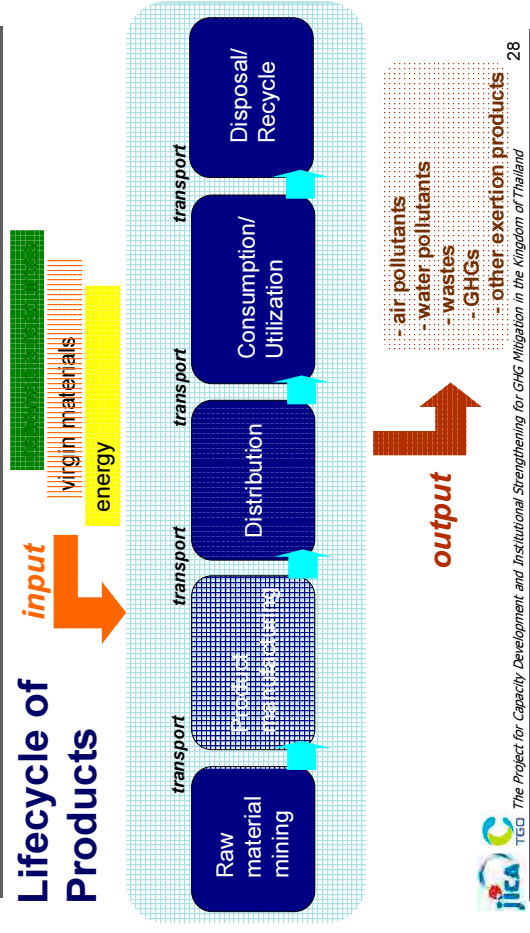 Lifecycle of
Products
input
virgin materials
energy
transport
transport
transport
transport
Raw
material
mining
Product
manufacturing
Distribution
Consumption/
Utilization
Disposal/
Recycle
output
- air pollutants
- water pollutants
- wastes
- GHGs
- other exertion products
jica
TGO
The Project for Capacity Development and Institutional Strengthening for GHG Mitigation in the Kingdom of Thailand
28